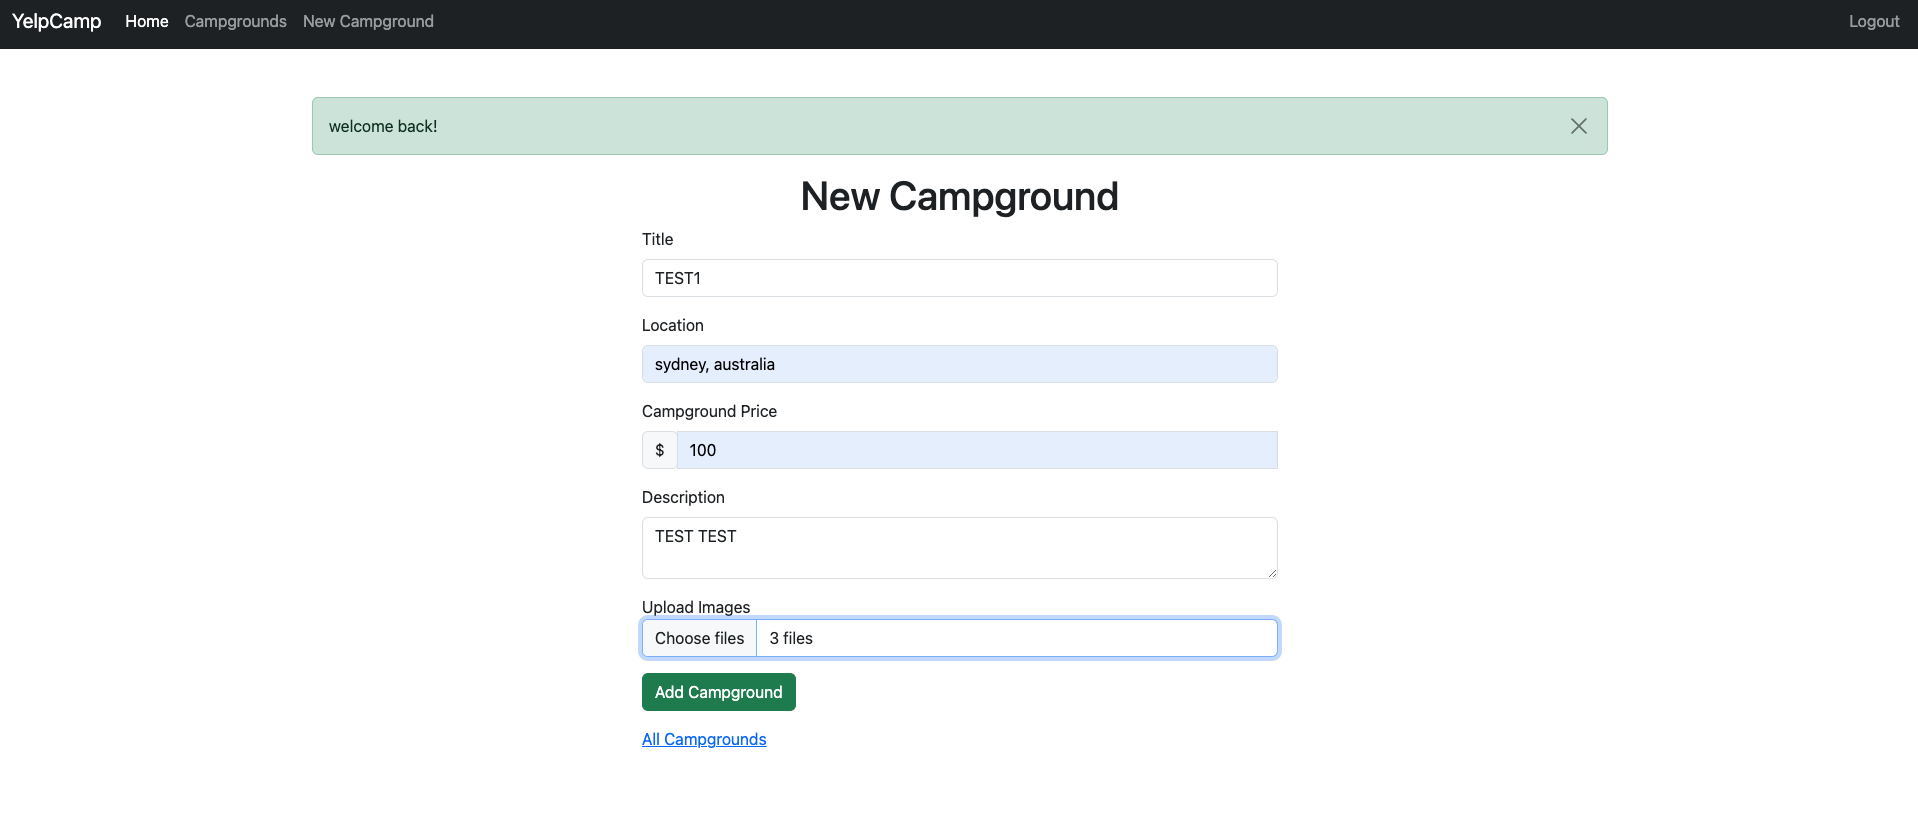 YelpCamp Home Campgrounds New Campground Logout
welcome back!
New Campground
Title
TEST1
Location
sydney, australia
Campground Price
$ 100
Description
TEST TEST
Upload Images
Choose files 3 files
Add Campground
All Campgrounds